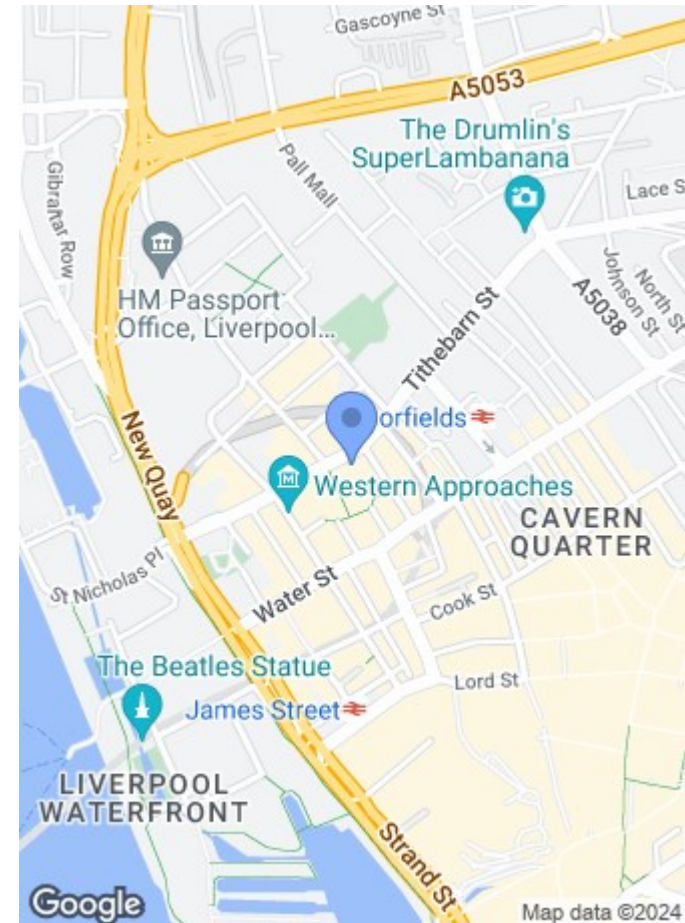 Gascoyne St
A5053
The Drumlin's
SuperLambanana
Pall Mall
Gibraltar Row
Lace S
HM Passport
Office, Liverpool...
North St
Johnson St
A5038
Tithebarn St
orfields
New Quay
Western Approaches
CAVERN
QUARTER
St Nicholas Pl
Water St
Cook St
The Beatles Statue
Lord St
James Street
LIVERPOOL
WATERFRONT
Strand St
Google
Map data ©2024